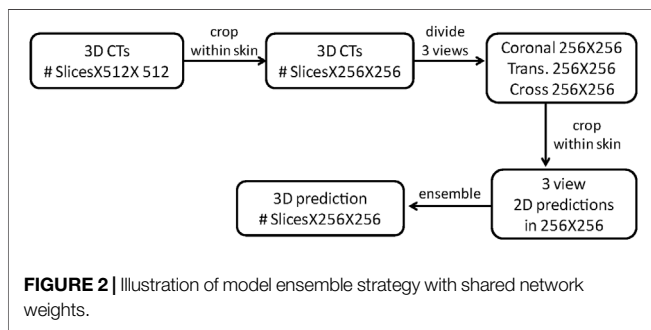 3D CTs
# SlicesX512X 512
crop
within skin
3D CTs
# SlicesX256X256
divide
3 views
Coronal 256X256
Trans. 256X256
Cross 256X256
crop
within skin
3 view
2D predictions
in 256X256
ensemble
3D prediction
# SlicesX256X256
FIGURE 2 | Illustration of model ensemble strategy with shared network
weights.